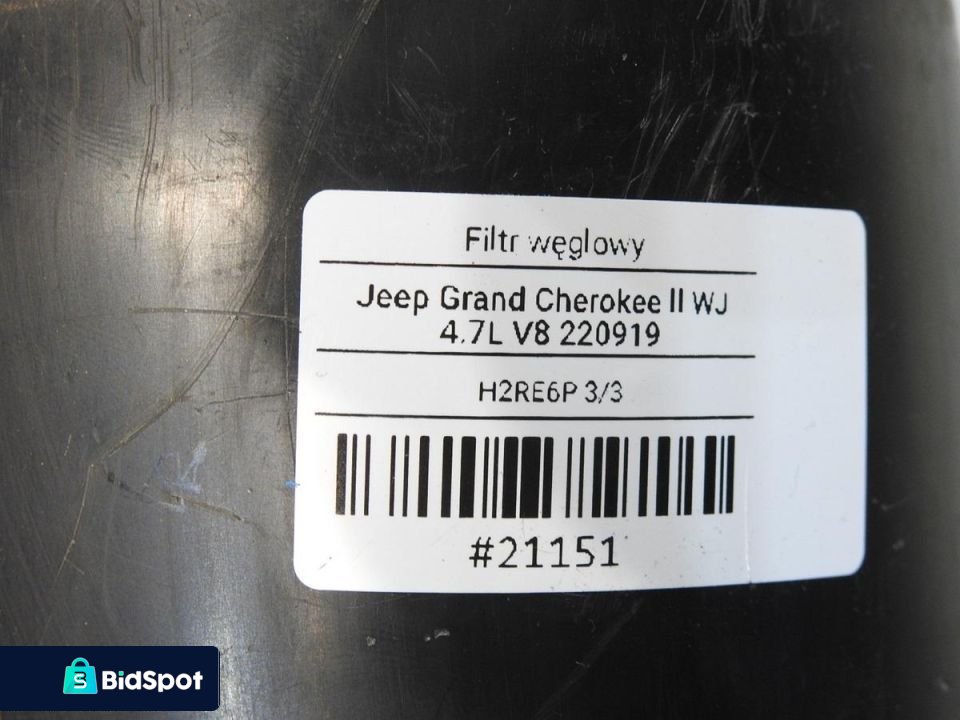 Filtr węglowy
Jeep Grand Cherokee II WJ
4.7L V8 220919
H2RE6P 3/3
#21151
BidSpot